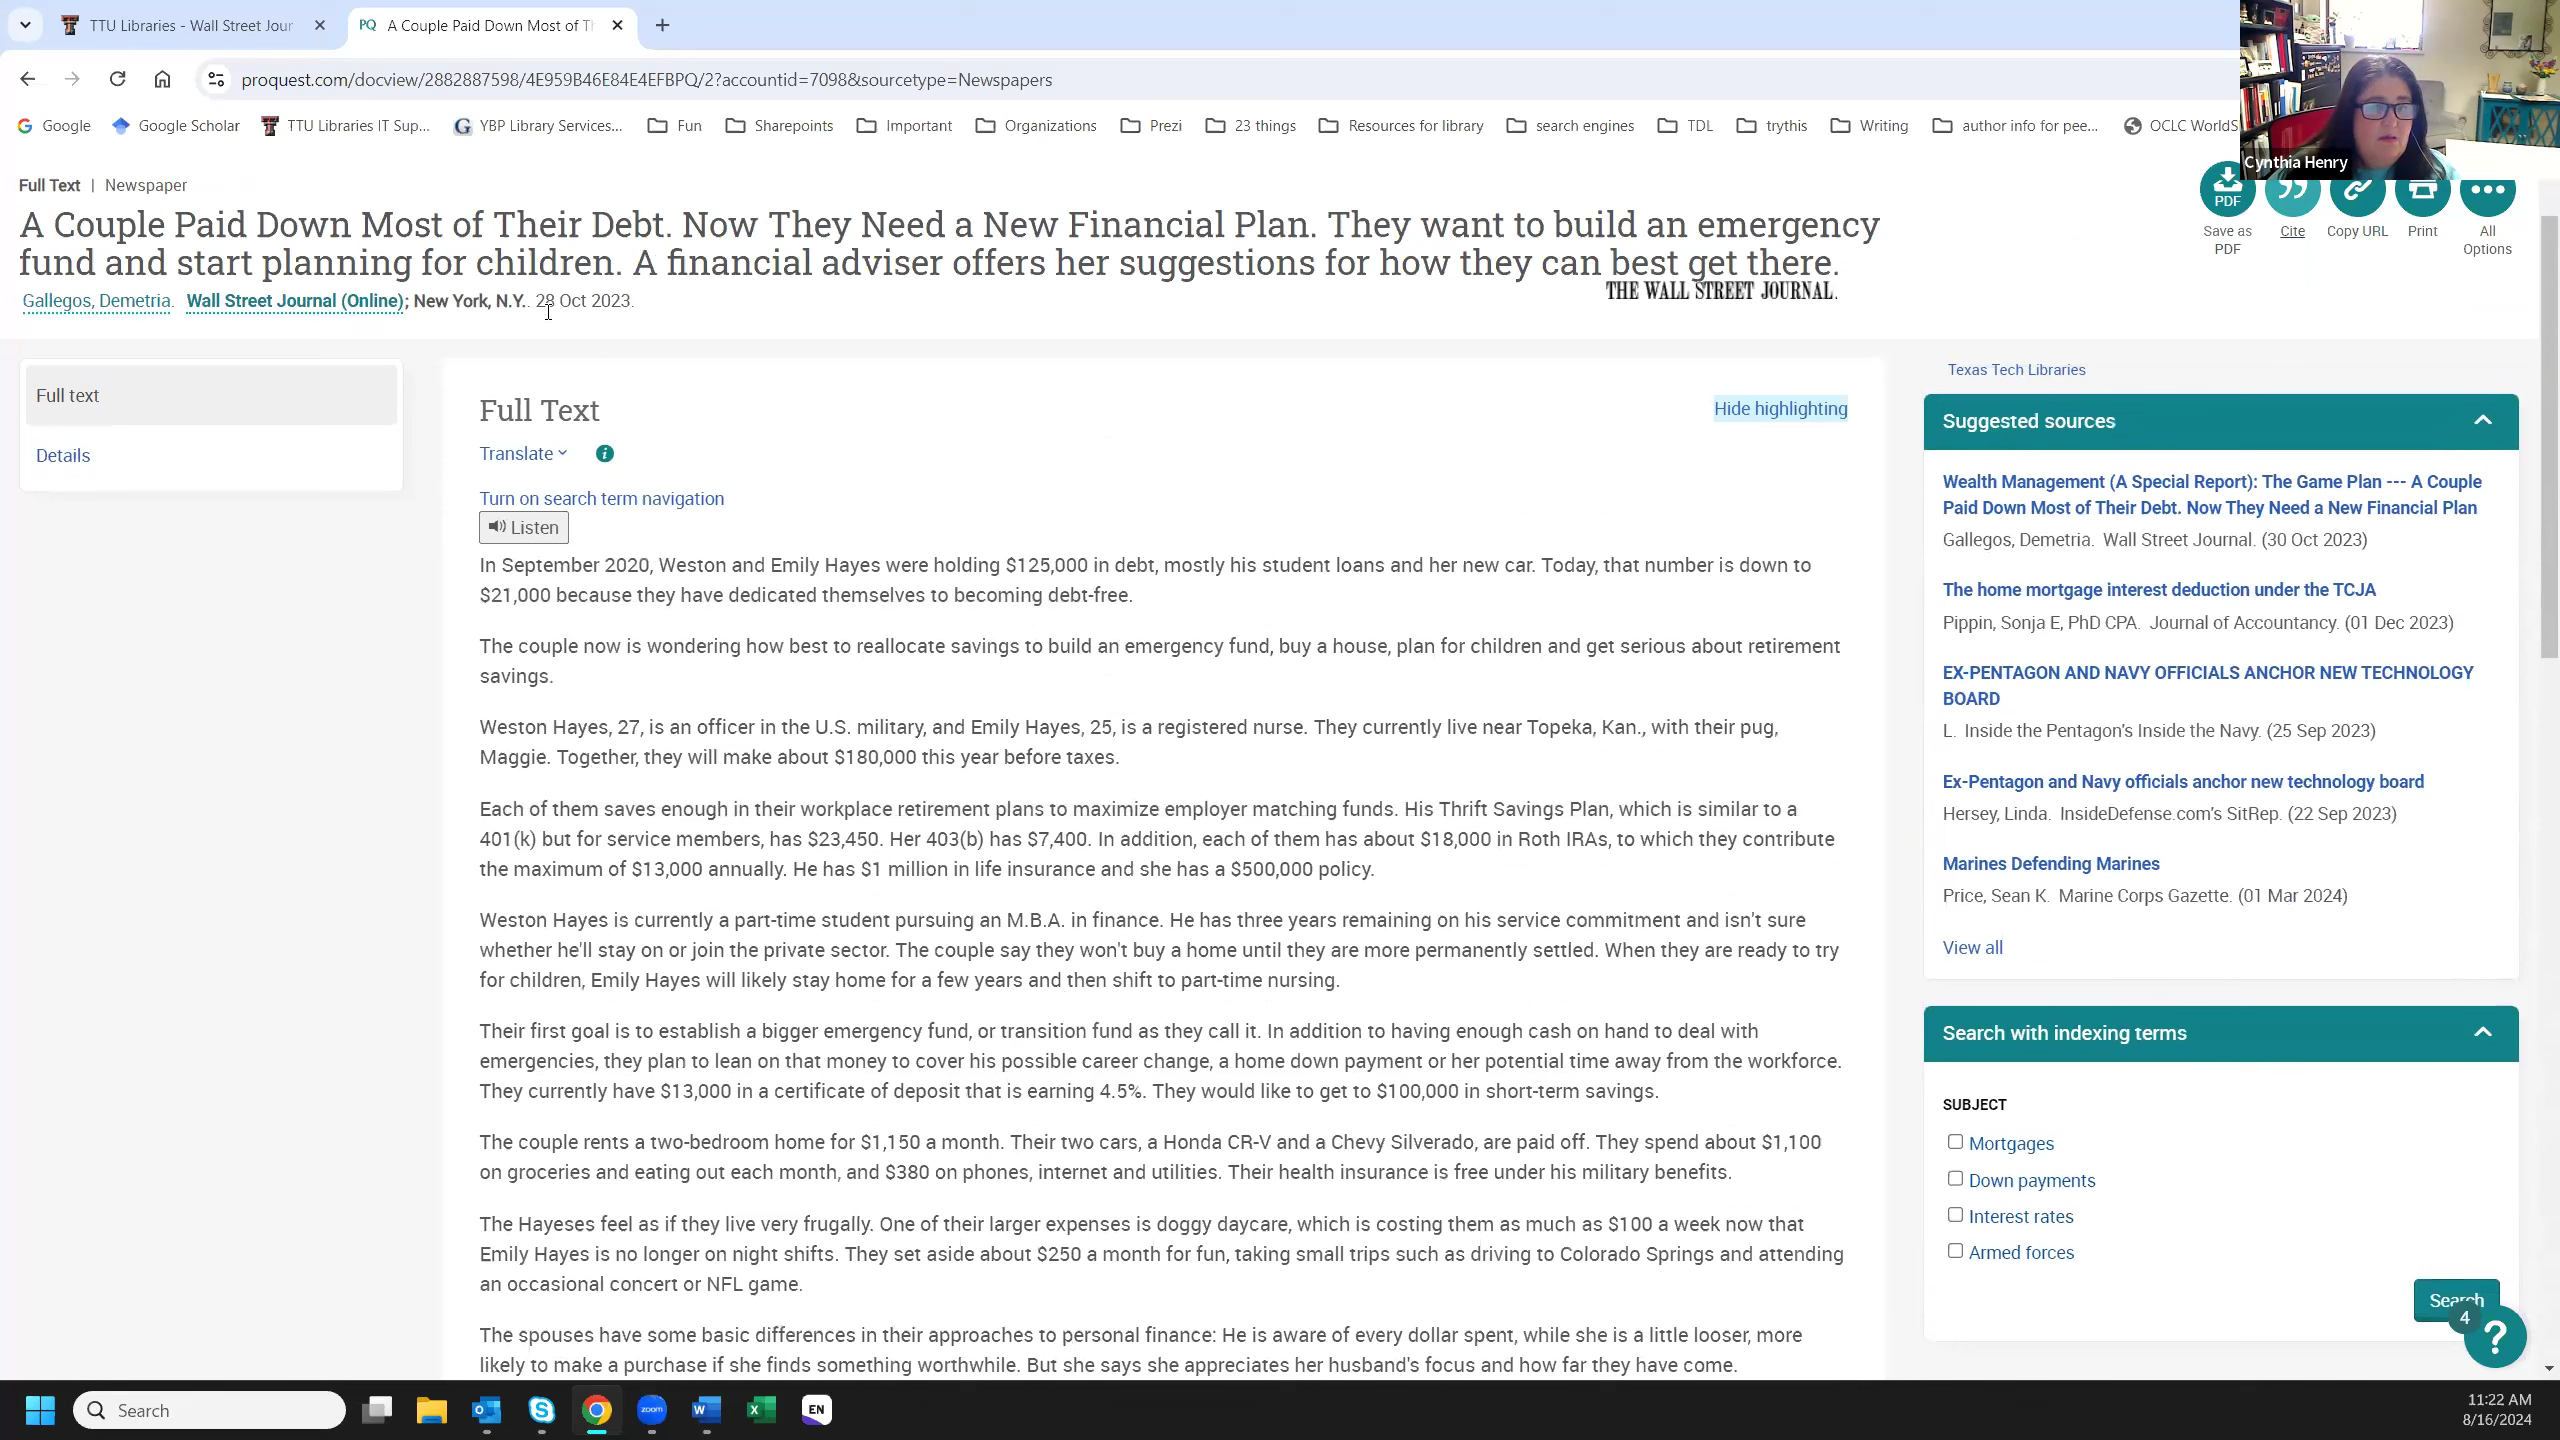 TTU Libraries - Wall Street Jour
PQ A Couple Paid Down Most of Th
proquest.com/docview/2882887598/4E959B46E84E4EFBPQ/2?accountid=7098&sourcetype=Newspapers
Google Google Scholar TTU Libraries IT Sup... YBP Library Services... Fun Sharepoints Important Organizations Prezi 23 things Resources for library search engines TDL trythis Writing author info for pee... OCLC WorldS
Cynthia Henry
Full Text | Newspaper
A Couple Paid Down Most of Their Debt. Now They Need a New Financial Plan. They want to build an emergency
fund and start planning for children. A financial adviser offers her suggestions for how they can best get there.
Gallegos, Demetria. Wall Street Journal (Online); New York, N.Y.. 28 Oct 2023.
THE WALL STREET JOURNAL.
PDF
Save as PDF
Cite
Copy URL
Print
All Options
Full text
Details
Full Text
Hide highlighting
Translate
Turn on search term navigation
Listen
In September 2020, Weston and Emily Hayes were holding $125,000 in debt, mostly his student loans and her new car. Today, that number is down to
$21,000 because they have dedicated themselves to becoming debt-free.
The couple now is wondering how best to reallocate savings to build an emergency fund, buy a house, plan for children and get serious about retirement
savings.
Weston Hayes, 27, is an officer in the U.S. military, and Emily Hayes, 25, is a registered nurse. They currently live near Topeka, Kan., with their pug,
Maggie. Together, they will make about $180,000 this year before taxes.
Each of them saves enough in their workplace retirement plans to maximize employer matching funds. His Thrift Savings Plan, which is similar to a
401(k) but for service members, has $23,450. Her 403(b) has $7,400. In addition, each of them has about $18,000 in Roth IRAs, to which they contribute
the maximum of $13,000 annually. He has $1 million in life insurance and she has a $500,000 policy.
Weston Hayes is currently a part-time student pursuing an M.B.A. in finance. He has three years remaining on his service commitment and isn't sure
whether he'll stay on or join the private sector. The couple say they won't buy a home until they are more permanently settled. When they are ready to try
for children, Emily Hayes will likely stay home for a few years and then shift to part-time nursing.
Their first goal is to establish a bigger emergency fund, or transition fund as they call it. In addition to having enough cash on hand to deal with
emergencies, they plan to lean on that money to cover his possible career change, a home down payment or her potential time away from the workforce.
They currently have $13,000 in a certificate of deposit that is earning 4.5%. They would like to get to $100,000 in short-term savings.
The couple rents a two-bedroom home for $1,150 a month. Their two cars, a Honda CR-V and a Chevy Silverado, are paid off. They spend about $1,100
on groceries and eating out each month, and $380 on phones, internet and utilities. Their health insurance is free under his military benefits.
The Hayeses feel as if they live very frugally. One of their larger expenses is doggy daycare, which is costing them as much as $100 a week now that
Emily Hayes is no longer on night shifts. They set aside about $250 a month for fun, taking small trips such as driving to Colorado Springs and attending
an occasional concert or NFL game.
The spouses have some basic differences in their approaches to personal finance: He is aware of every dollar spent, while she is a little looser, more
likely to make a purchase if she finds something worthwhile. But she says she appreciates her husband's focus and how far they have come.
Texas Tech Libraries
Suggested sources
Wealth Management (A Special Report): The Game Plan --- A Couple
Paid Down Most of Their Debt. Now They Need a New Financial Plan
Gallegos, Demetria. Wall Street Journal. (30 Oct 2023)
The home mortgage interest deduction under the TCJA
Pippin, Sonja E, PhD CPA. Journal of Accountancy. (01 Dec 2023)
EX-PENTAGON AND NAVY OFFICIALS ANCHOR NEW TECHNOLOGY
BOARD
L. Inside the Pentagon's Inside the Navy. (25 Sep 2023)
Ex-Pentagon and Navy officials anchor new technology board
Hersey, Linda. InsideDefense.com's SitRep. (22 Sep 2023)
Marines Defending Marines
Price, Sean K. Marine Corps Gazette. (01 Mar 2024)
View all
Search with indexing terms
SUBJECT
Mortgages
Down payments
Interest rates
Armed forces
Search
4
?
Search
zoom
EN
11:22 AM
8/16/2024